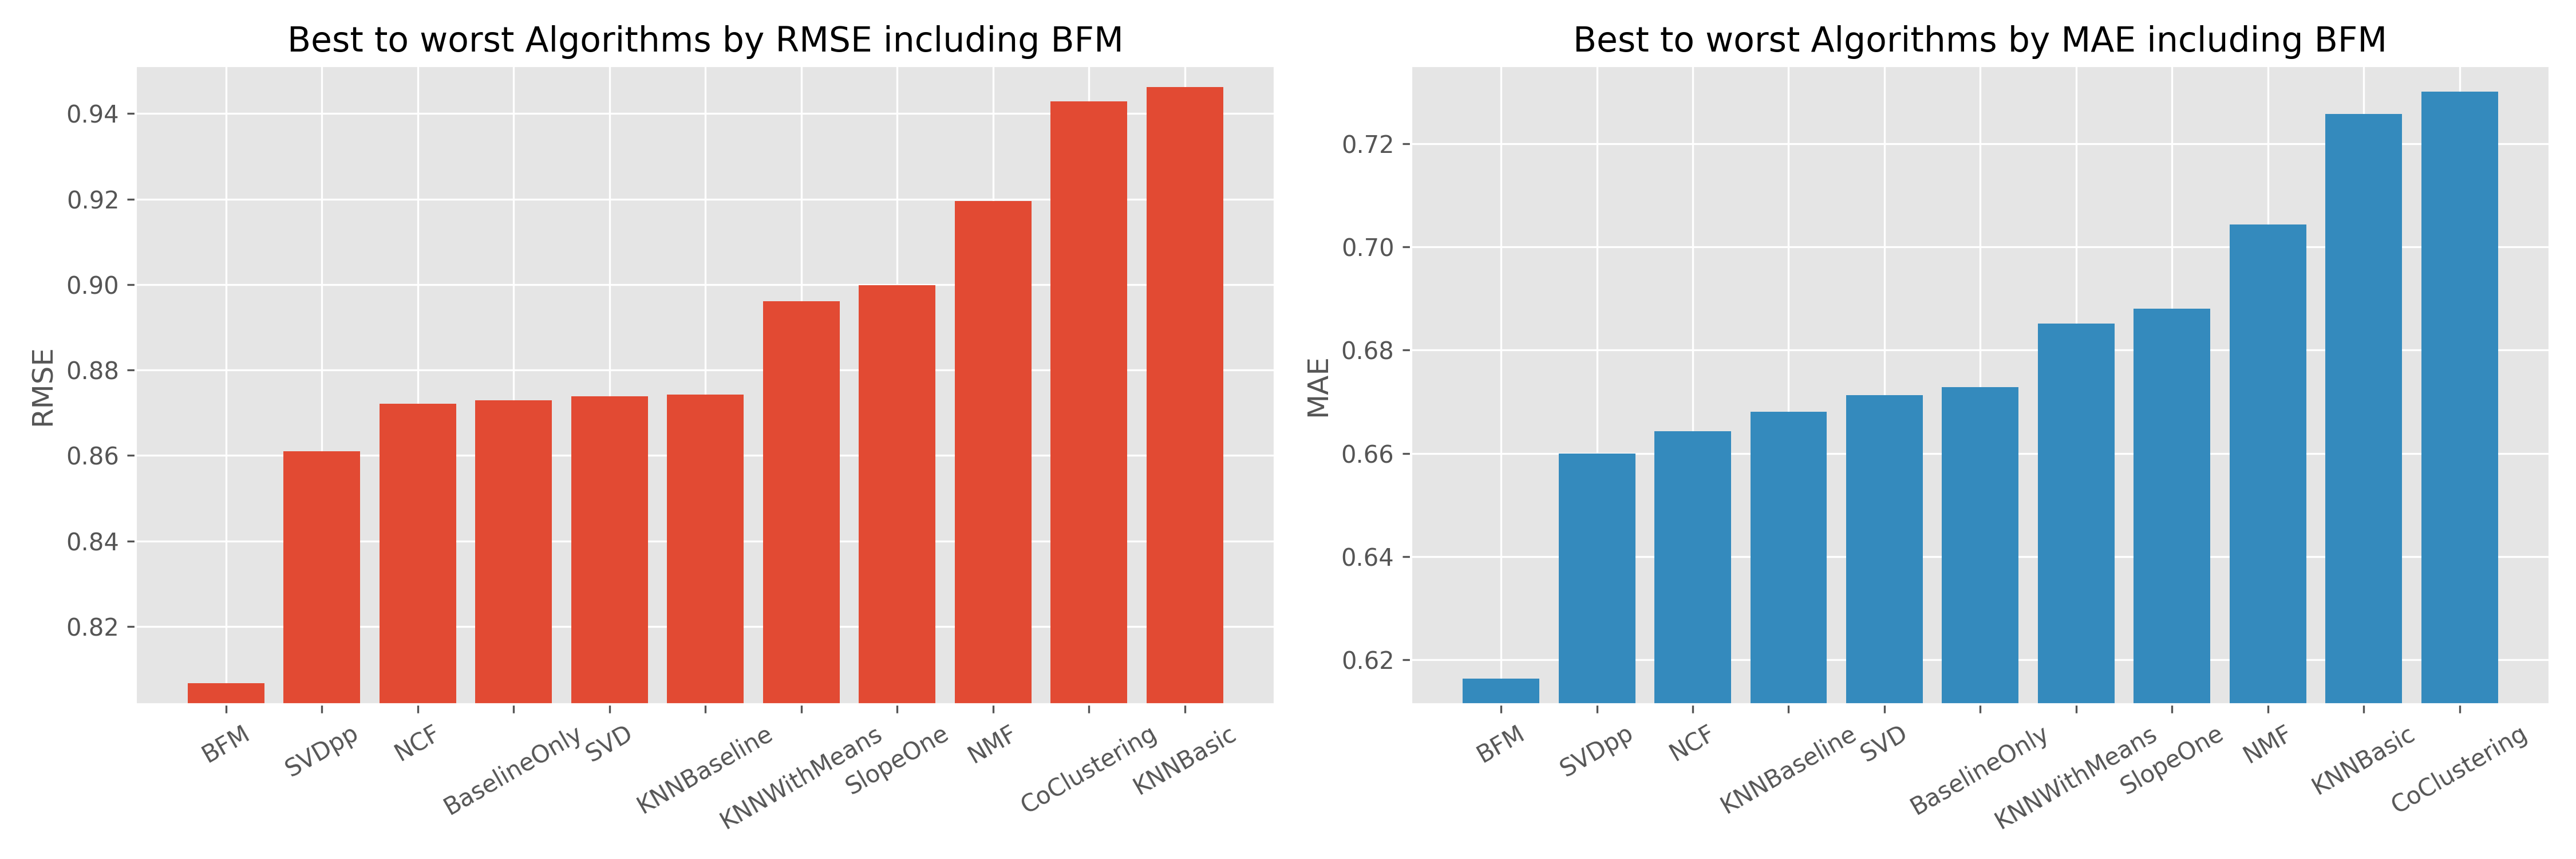 Best to worst Algorithms by RMSE including BFM
RMSE
0.94
0.92
0.90
0.88
0.86
0.84
0.82
BFM
SVDpp
NCF
BaselineOnly
SVD
KNNBaseline
KNNWithMeans
SlopeOne
NMF
CoClustering
KNNBasic
Best to worst Algorithms by MAE including BFM
MAE
0.72
0.70
0.68
0.66
0.64
0.62
BFM
SVDpp
NCF
KNNBaseline
SVD
BaselineOnly
KNNWithMeans
SlopeOne
NMF
KNNBasic
CoClustering